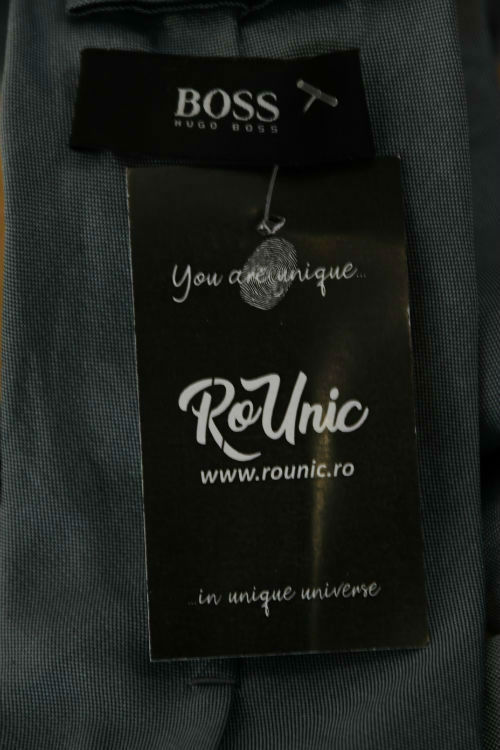 BOSS
HUGO BOSS
You are unique...
RoUnic
www.rounic.ro
...in unique universe